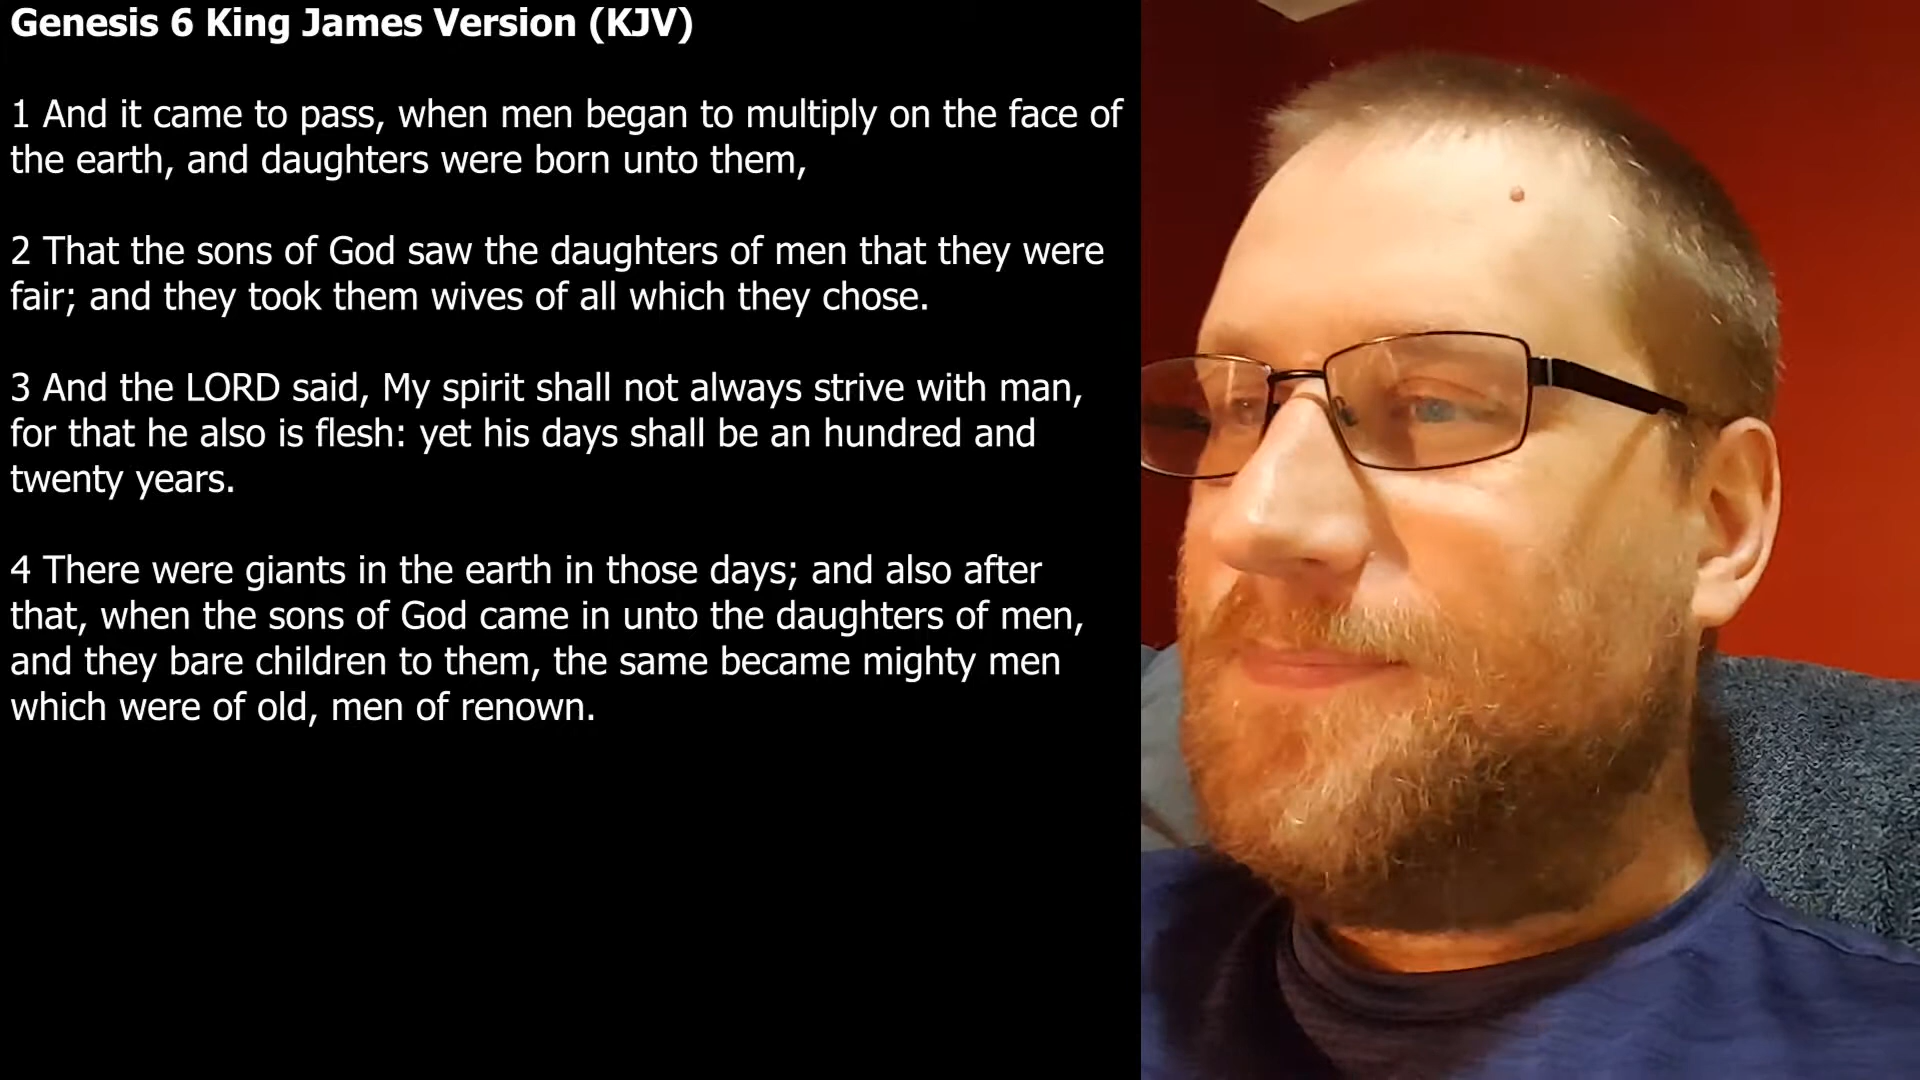 Genesis 6 King James Version (KJV)
1 And it came to pass, when men began to multiply on the face of
the earth, and daughters were born unto them,
2 That the sons of God saw the daughters of men that they were
fair; and they took them wives of all which they chose.
3 And the LORD said, My spirit shall not always strive with man,
for that he also is flesh: yet his days shall be an hundred and
twenty years.
4 There were giants in the earth in those days; and also after
that, when the sons of God came in unto the daughters of men,
and they bare children to them, the same became mighty men
which were of old, men of renown.